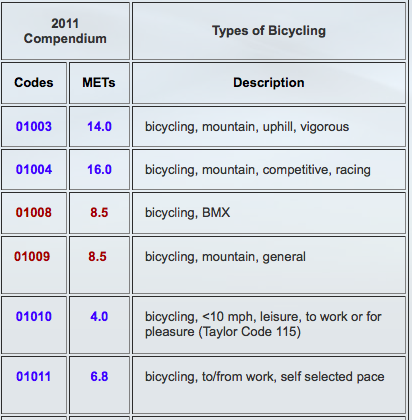 2011
Compendium
Types of Bicycling
Codes METs Description
01003 14.0 bicycling, mountain, uphill, vigorous
01004 16.0 bicycling, mountain, competitive, racing
01008 8.5 bicycling, BMX
01009 8.5 bicycling, mountain, general
01010 4.0 bicycling, <10 mph, leisure, to work or for
pleasure (Taylor Code 115)
01011 6.8 bicycling, to/from work, self selected pace